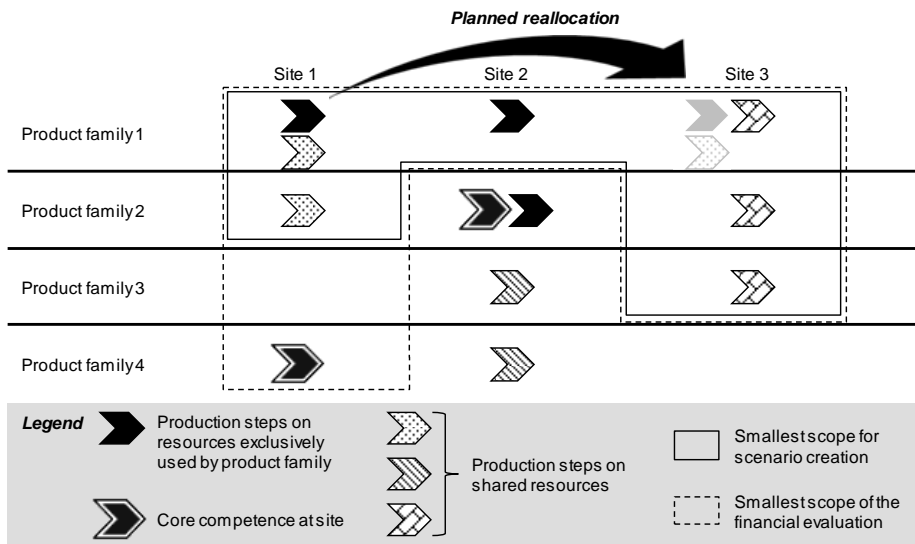 Planned reallocation
Site 1
Site 2
Site 3
Product family 1
Product family 2
Product family 3
Product family 4
Legend
Production steps on
resources exclusively
used by product family
Core competence at site
Production steps on
shared resources
Smallest scope for
scenario creation
Smallest scope of the
financial evaluation